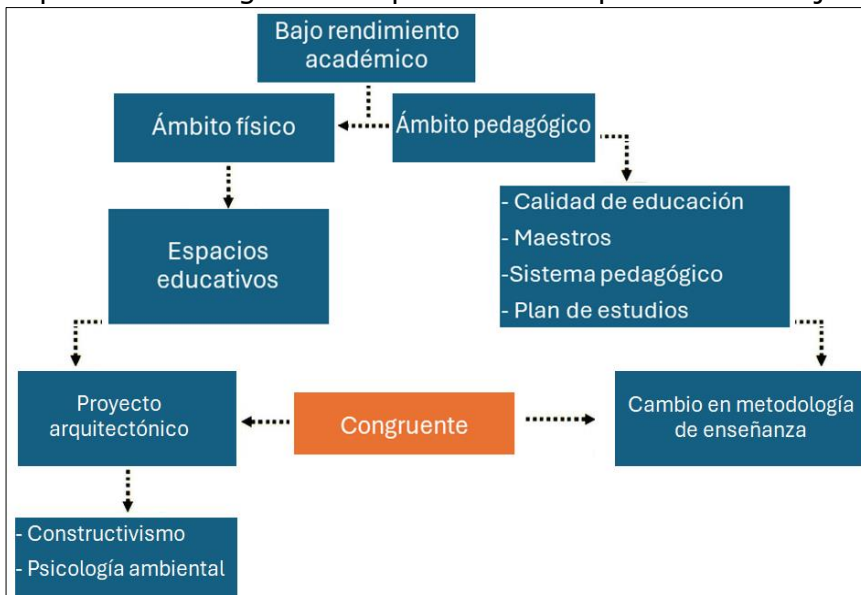 Bajo rendimiento
académico
Ámbito físico
Ámbito pedagógico
Espacios
educativos
- Calidad de educación
- Maestros
-Sistema pedagógico
- Plan de estudios
Proyecto
arquitectónico
Congruente
Cambio en metodología
de enseñanza
- Constructivismo
- Psicología ambiental